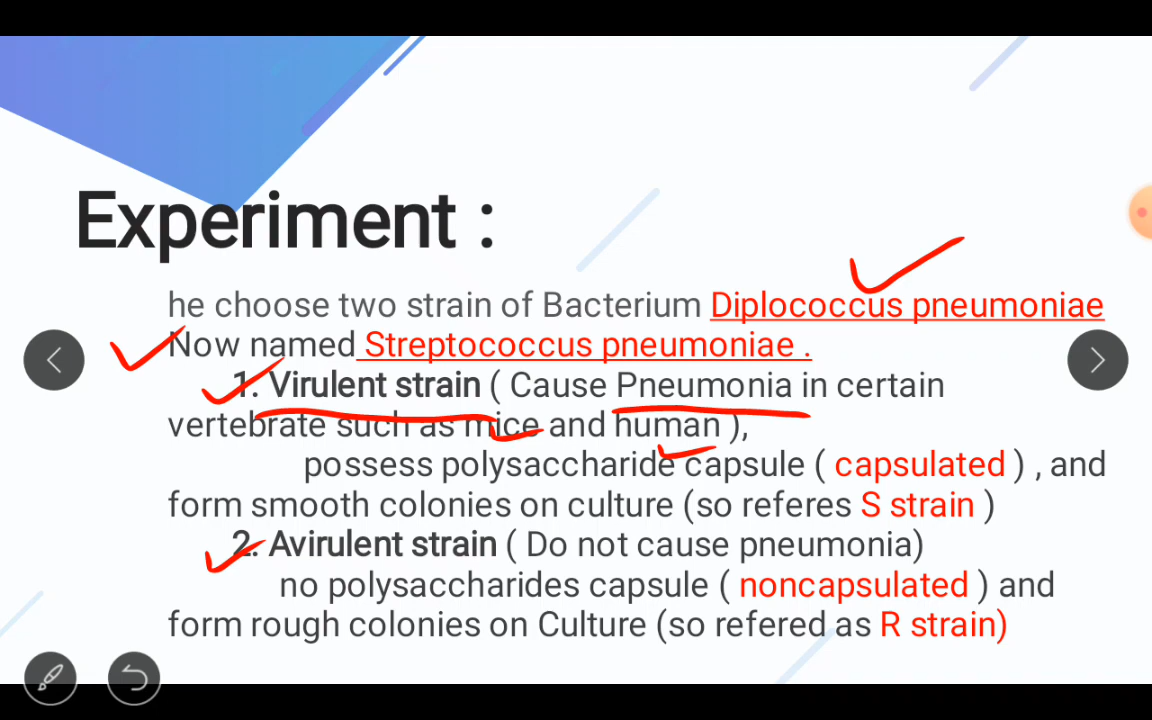 Experiment :
he choose two strain of Bacterium Diplococcus pneumoniae
Now named Streptococcus pneumoniae .
1. Virulent strain ( Cause Pneumonia in certain
vertebrate such as mice and human ),
possess polysaccharide capsule ( capsulated ) , and
form smooth colonies on culture (so referes S strain )
2. Avirulent strain ( Do not cause pneumonia)
no polysaccharides capsule ( noncapsulated ) and
form rough colonies on Culture (so refered as R strain)